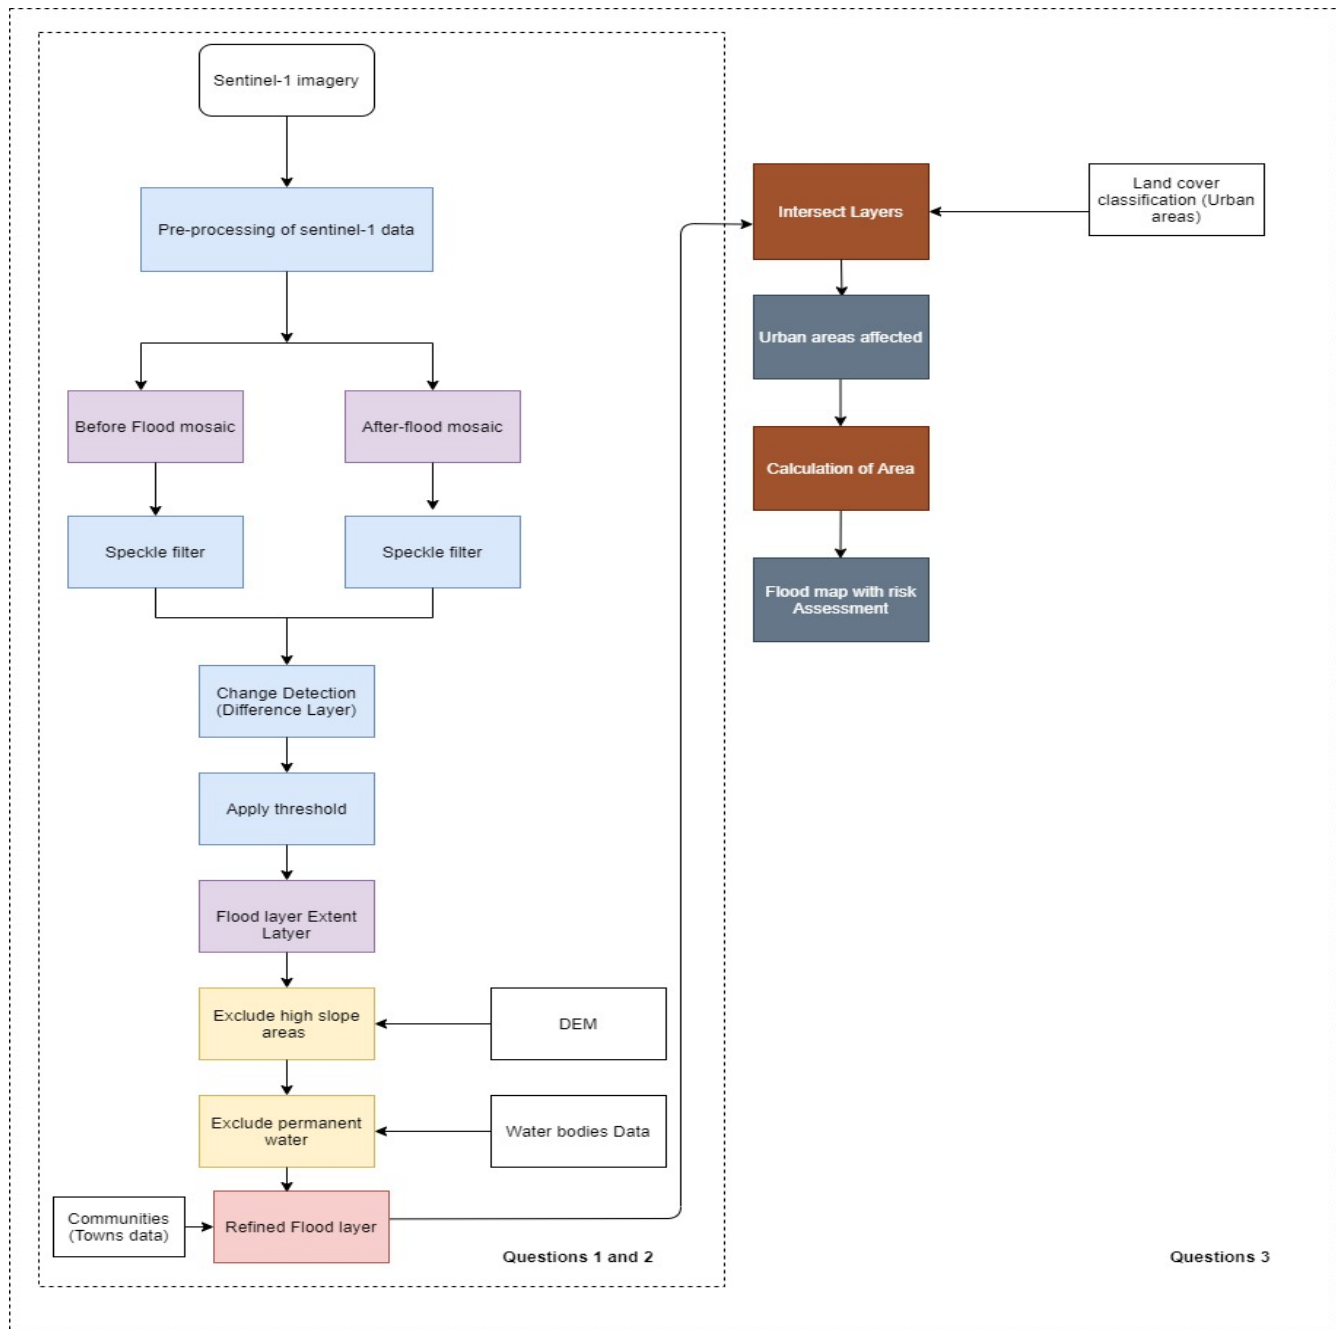 Sentinel-1 imagery
Pre-processing of sentinel-1 data
Before Flood mosaic
After-flood mosaic
Speckle filter
Speckle filter
Change Detection
(Difference Layer)
Apply threshold
Flood layer Extent
Latyer
Exclude high slope
areas
DEM
Exclude permanent
water
Water bodies Data
Communities
(Towns data)
Refined Flood layer
Questions 1 and 2
Intersect Layers
Land cover
classification (Urban
areas)
Urban areas affected
Calculation of Area
Flood map with risk
Assessment
Questions 3